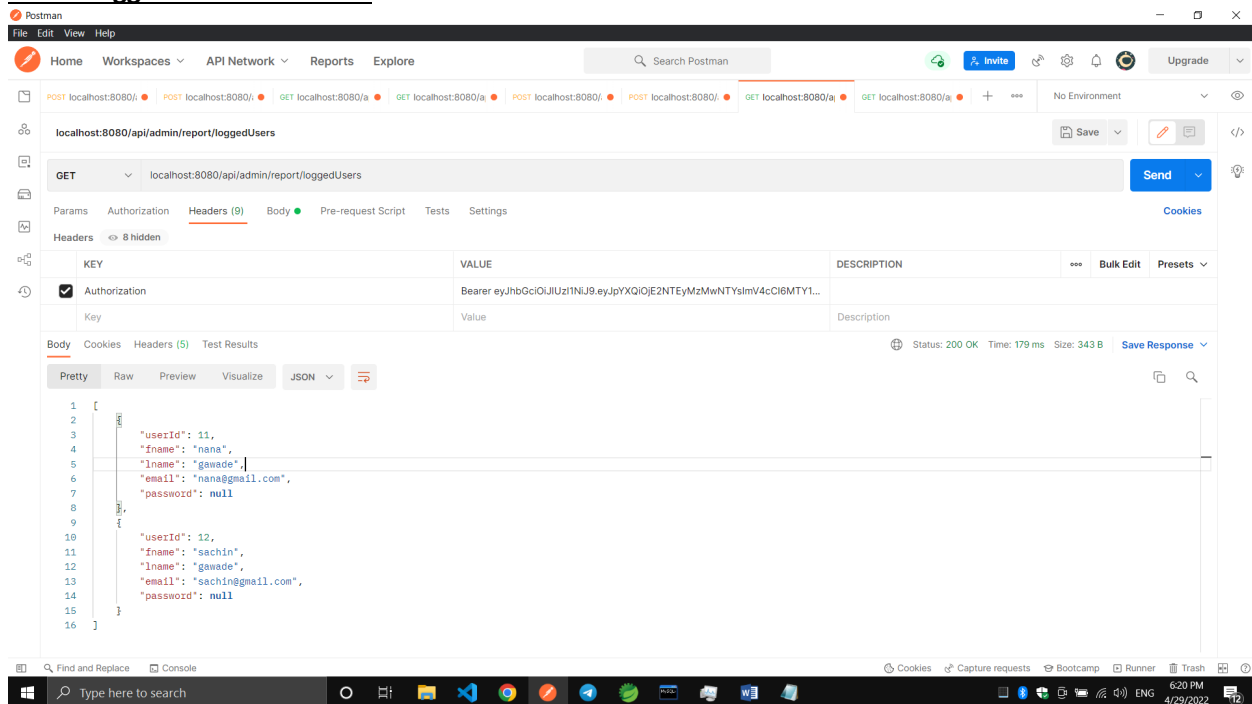 Postman
File Edit View Help
Home Workspaces API Network Reports Explore Search Postman Invite Upgrade
POST localhost:8080/ POST localhost:8080/ GET localhost:8080/a GET localhost:8080/a POST localhost:8080/ POST localhost:8080/ GET localhost:8080/a GET localhost:8080/a No Environment
localhost:8080/api/admin/report/loggedUsers Save
GET localhost:8080/api/admin/report/loggedUsers Send
Params Authorization Headers (9) Body Pre-request Script Tests Settings Cookies
Headers 8 hidden
KEY VALUE DESCRIPTION Bulk Edit Presets
Authorization Bearer eyJhbGciOiJIUzI1NiJ9.eyJpYXQiOjE2NTEyMzMwNTYsImV4cCI6MTY1...
Key Value Description
Body Cookies Headers (5) Test Results Status: 200 OK Time: 179 ms Size: 343 B Save Response
Pretty Raw Preview Visualize JSON
1 [
2 {
3 "userId": 11,
4 "fname": "nana",
5 "lname": "gawade",
6 "email": "nana@gmail.com",
7 "password": null
8 },
9 {
10 "userId": 12,
11 "fname": "sachin",
12 "lname": "gawade",
13 "email": "sachin@gmail.com",
14 "password": null
15 }
16 ]
Find and Replace Console Cookies Capture requests Bootcamp Runner Trash
Type here to search ENG 6:20 PM
4/29/2022 12